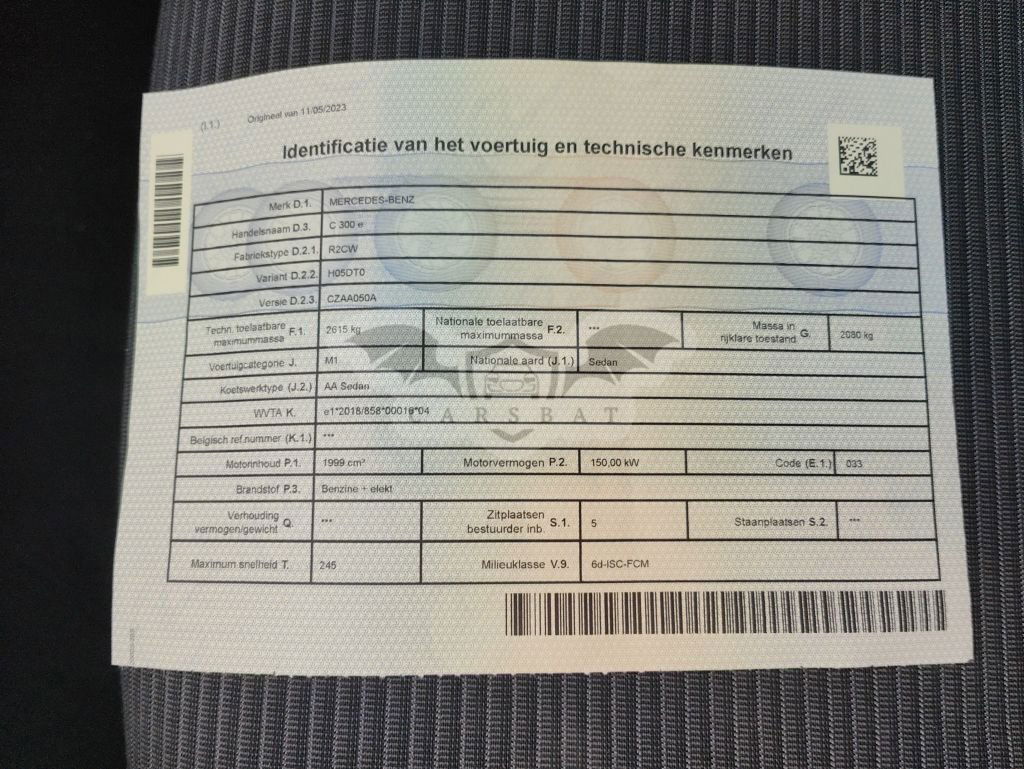 (I.1.) Origineel van 11/05/2023
Identificatie van het voertuig en technische kenmerken
Merk D.1. MERCEDES-BENZ
Handelsnaam D.3. C 300 e
Fabriekstype D.2.1. R2CW
Variant D.2.2. H05DT0
Versie D.2.3. CZAA050A
Techn. toelaatbare maximummassa F.1. 2615 kg Nationale toelaatbare maximummassa F.2. *** Massa in rijklare toestand G. 2080 kg
Voertuigcategorie J. M1 Nationale aard (J.1.) Sedan
Koetswerktype (J.2.) AA Sedan
WVTA K. e1*2018/858*00016*04
CARSBAT
Belgisch ref.nummer (K.1.) ***
Motorinhoud P.1. 1999 cm³ Motorvermogen P.2. 150,00 kW Code (E.1.) 033
Brandstof P.3. Benzine + elekt
Verhouding vermogen/gewicht Q. *** Zitplaatsen bestuurder inb. S.1. 5 Staanplaatsen S.2. ***
Maximum snelheid T. 245 Milieuklasse V.9. 6d-ISC-FCM